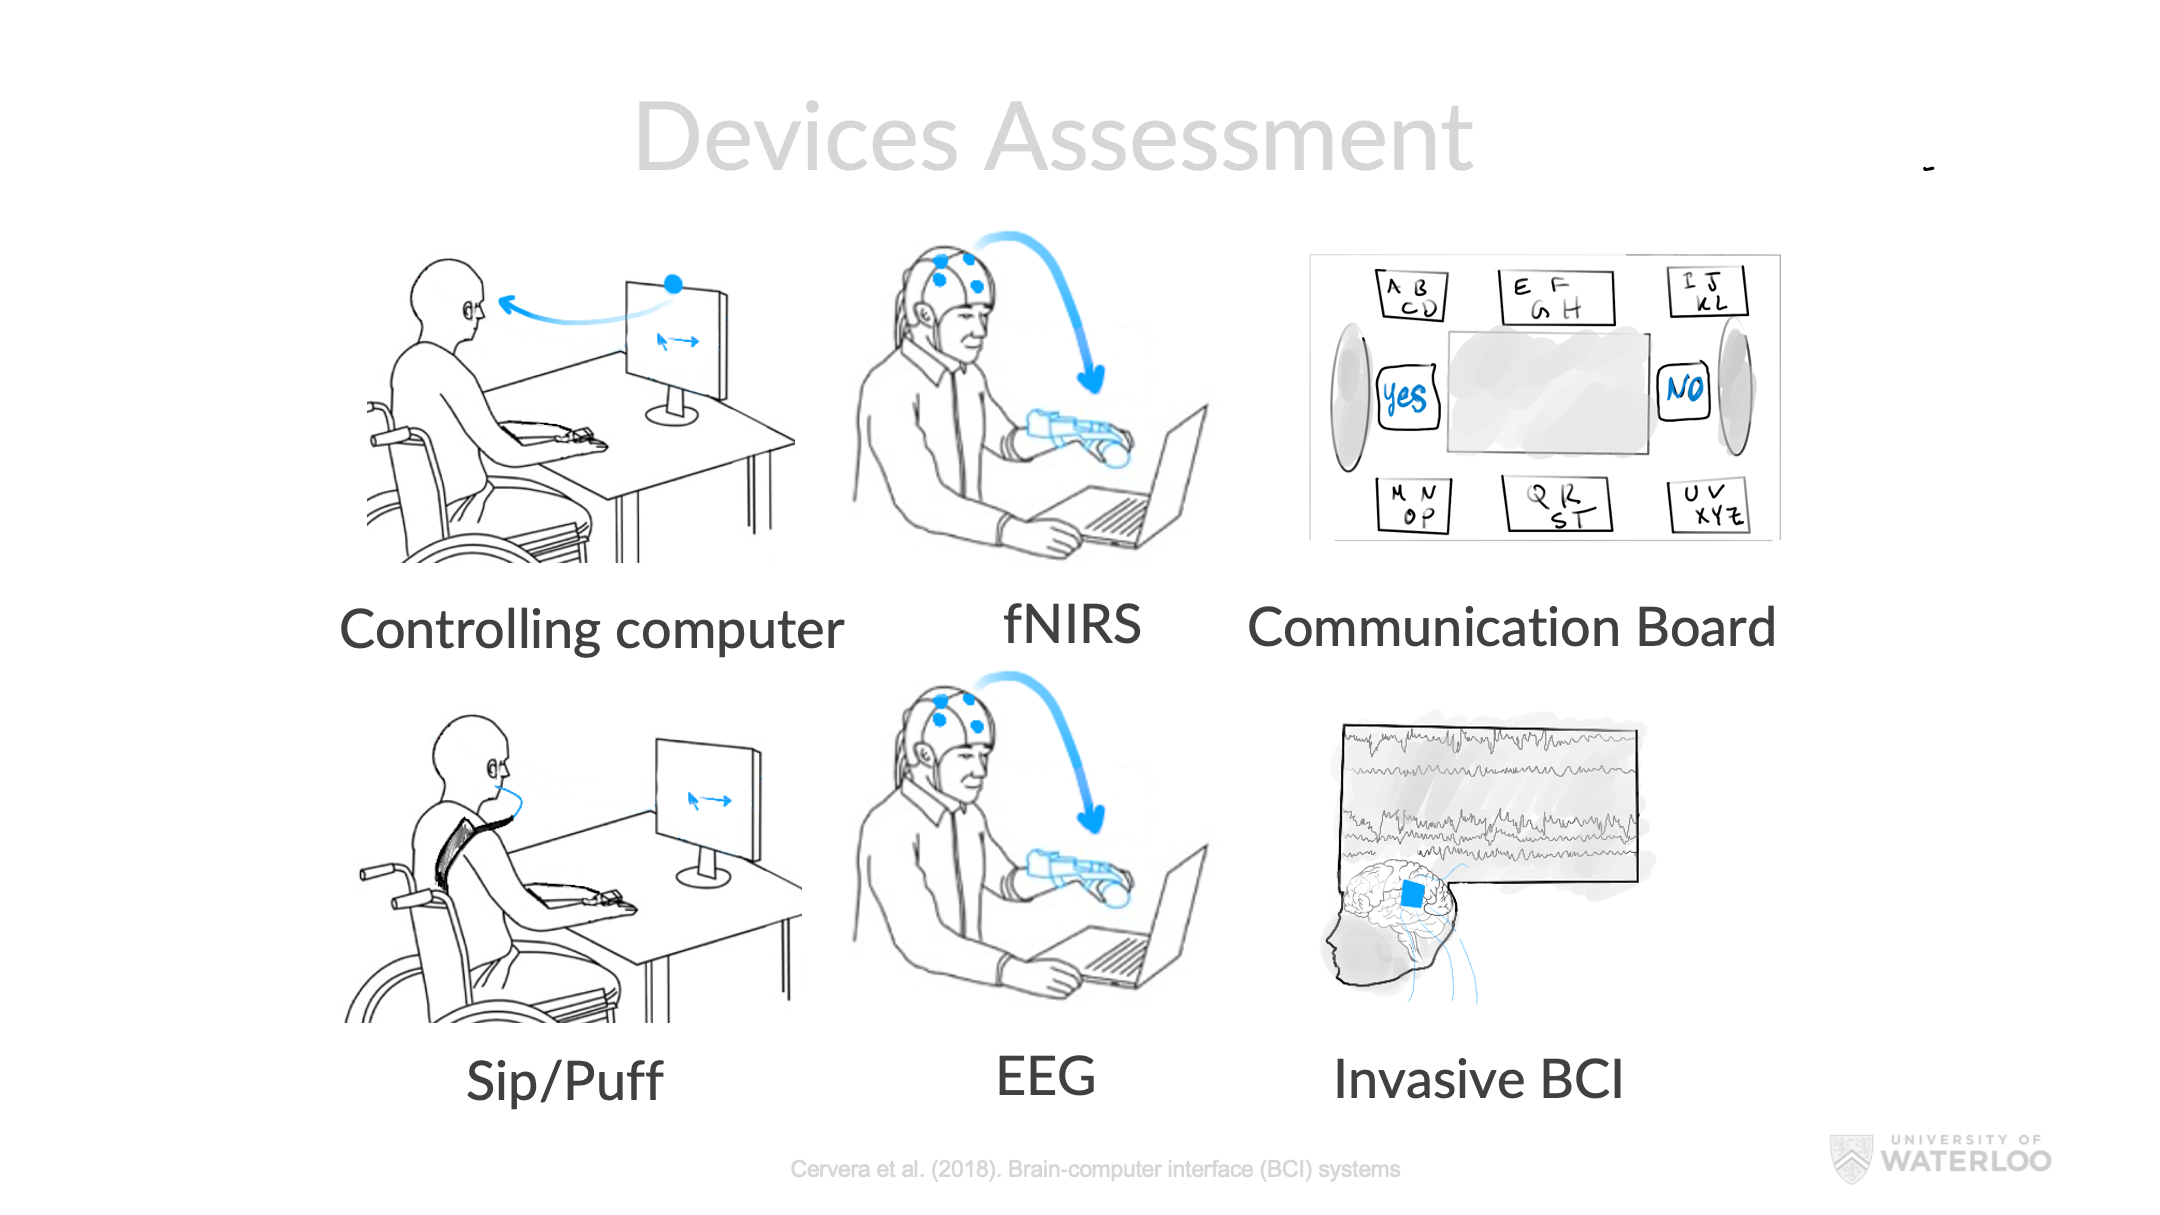 Devices Assessment
A B
C D
E F
G H
I J
K L
yes
NO
M N
O P
Q R
S T
U V
X Y Z
Controlling computer
fNIRS
Communication Board
Sip/Puff
EEG
Invasive BCI
Cervera et al. (2018). Brain-computer interface (BCI) systems
UNIVERSITY OF
WATERLOO